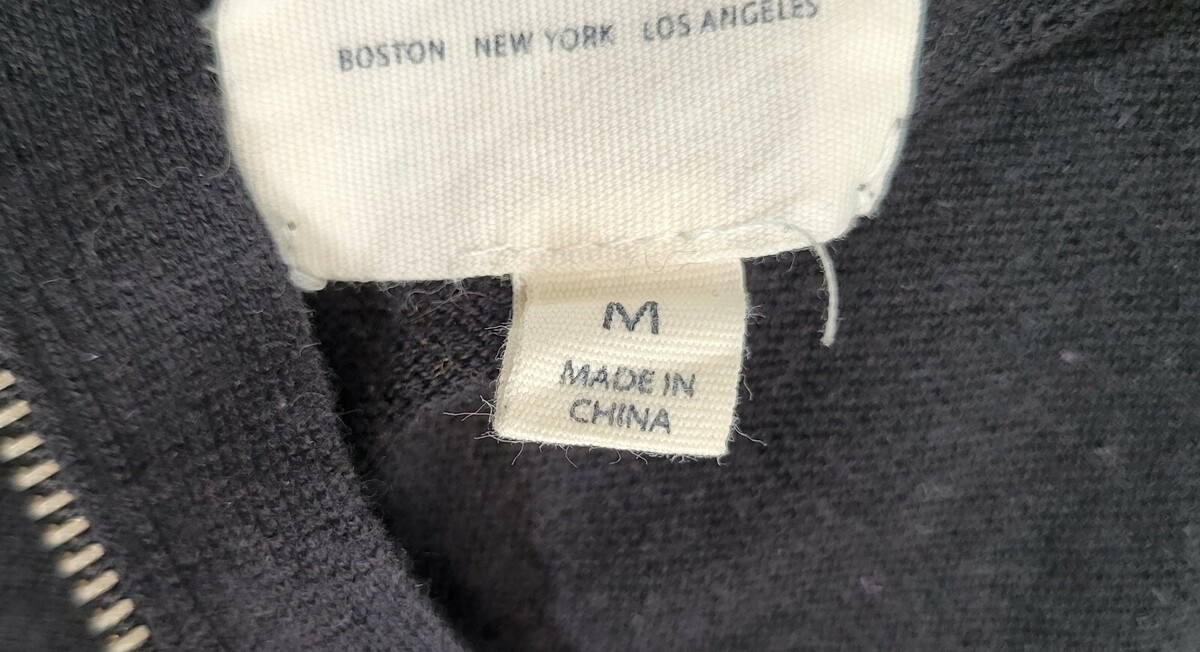 BOSTON NEW YORK LOS ANGELES
M
MADE IN
CHINA